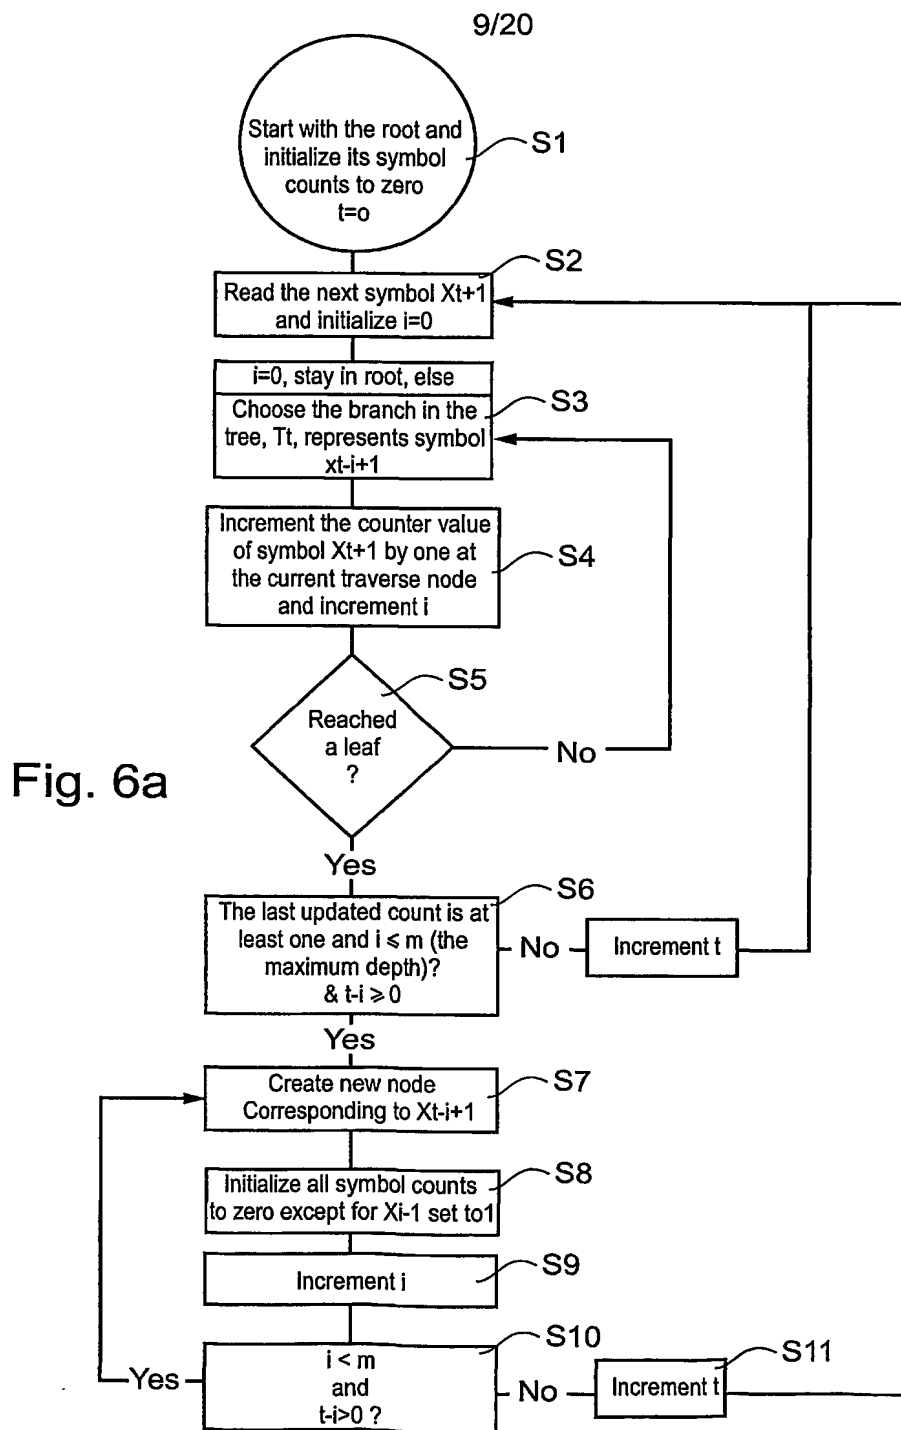 9/20
Start with the root and
initialize its symbol
counts to zero
t=o
S1
S2
Read the next symbol Xt+1
and initialize i=0
i=0, stay in root, else
S3
Choose the branch in the
tree, Tt, represents symbol
xt-i+1
Increment the counter value
of symbol Xt+1 by one at
the current traverse node
and increment i
S4
S5
Reached
a leaf
?
No
Fig. 6a
Yes
S6
The last updated count is at
least one and i ⩽ m (the
maximum depth)?
& t-i ⩾ 0
No
Increment t
Yes
S7
Create new node
Corresponding to Xt-i+1
S8
Initialize all symbol counts
to zero except for Xi-1 set to1
S9
Increment i
S10
i < m
and
t-i>0 ?
Yes
No
S11
Increment t